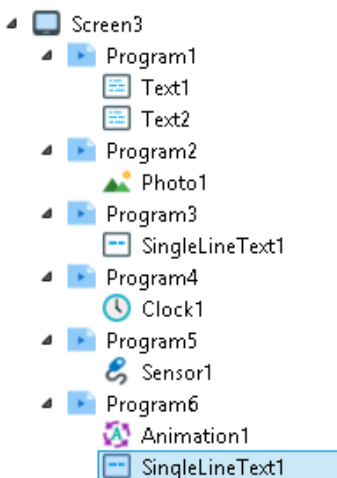 Screen3
Program1
Text1
Text2
Program2
Photo1
Program3
SingleLineText1
Program4
Clock1
Program5
Sensor1
Program6
Animation1
SingleLineText1